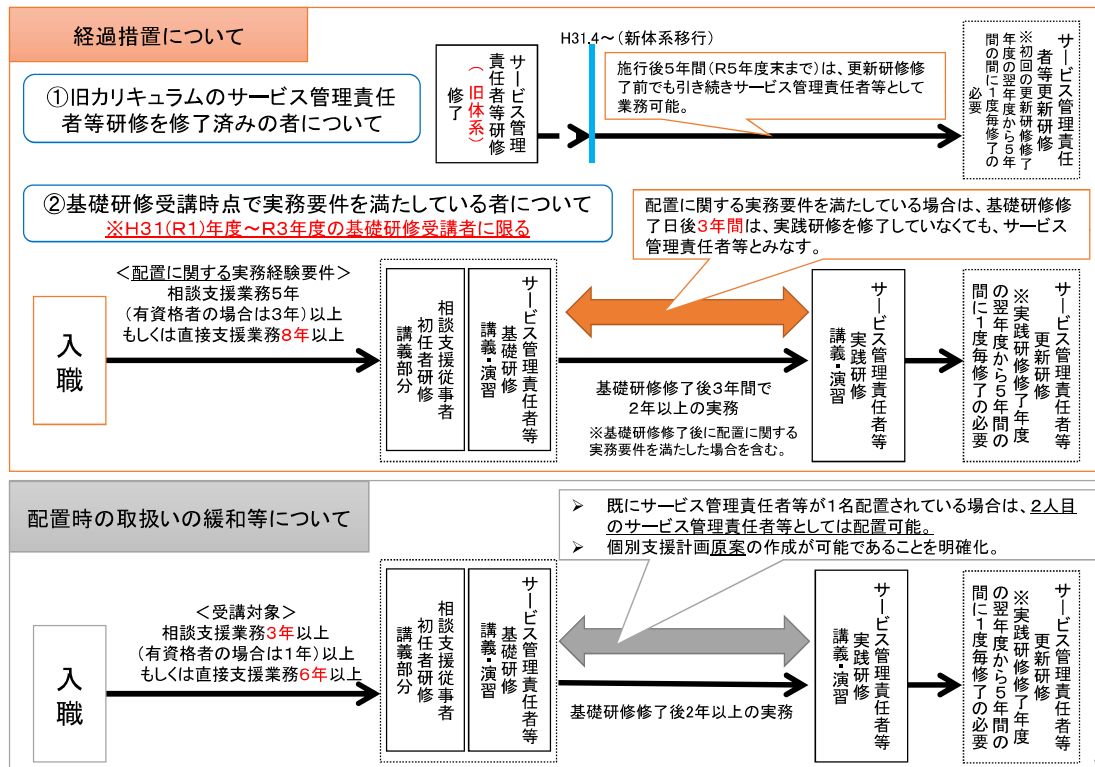 経過措置について
H31.4～(新体系移行)
①旧カリキュラムのサービス管理責任
者等研修を修了済みの者について
サービス管理
責任者等研修
(旧体系)
修了
施行後5年間(R5年度末まで)は、更新研修修
了前でも引き続きサービス管理責任者等として
業務可能。
サービス管理責任
者等更新研修
※初回の更新研修修了
年度の翌年度から5年
間の間に1度毎修了の
必要
②基礎研修受講時点で実務要件を満たしている者について
※H31(R1)年度～R3年度の基礎研修受講者に限る
配置に関する実務要件を満たしている場合は、基礎研修修
了日後3年間は、実践研修を修了していなくても、サービス
管理責任者等とみなす。
入職
＜配置に関する実務経験要件＞
相談支援業務5年
(有資格者の場合は3年)以上
もしくは直接支援業務8年以上
相談支援従事者
初任者研修
講義部分
サービス管理責任者等
基礎研修
講義・演習
基礎研修修了後3年間で
2年以上の実務
※基礎研修修了後に配置に関する
実務要件を満たした場合を含む。
サービス管理責任者等
実践研修
講義・演習
サービス管理責任者等
更新研修
※実践研修修了年度
の翌年度から5年間の
間に1度毎修了の必要
配置時の取扱いの緩和等について
➢ 既にサービス管理責任者等が1名配置されている場合は、2人目
のサービス管理責任者等としては配置可能。
➢ 個別支援計画原案の作成が可能であることを明確化。
入職
＜受講対象＞
相談支援業務3年以上
(有資格者の場合は1年)以上
もしくは直接支援業務6年以上
相談支援従事者
初任者研修
講義部分
サービス管理責任者等
基礎研修
講義・演習
基礎研修修了後2年以上の実務
サービス管理責任者等
実践研修
講義・演習
サービス管理責任者等
更新研修
※実践研修修了年度
の翌年度から5年間の
間に1度毎修了の必要